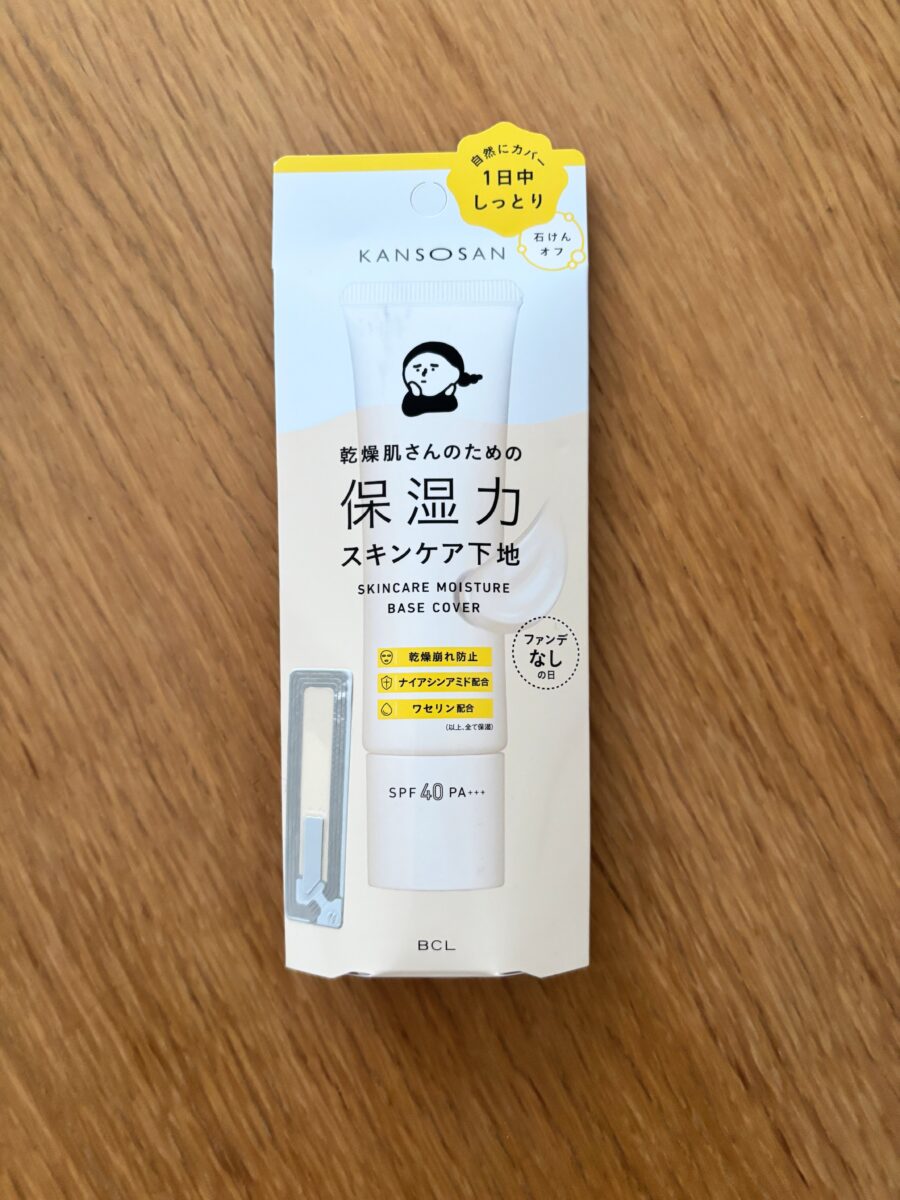 自然にカバー
1日中
しっとり
石けん
オフ
KANSOSAN
乾燥肌さんのための
保湿力
スキンケア下地
SKINCARE MOISTURE
BASE COVER
ファンデ
なし
の日
乾燥崩れ防止
ナイアシンアミド配合
ワセリン配合
(以上、全て保湿)
SPF 40 PA+++
BCL